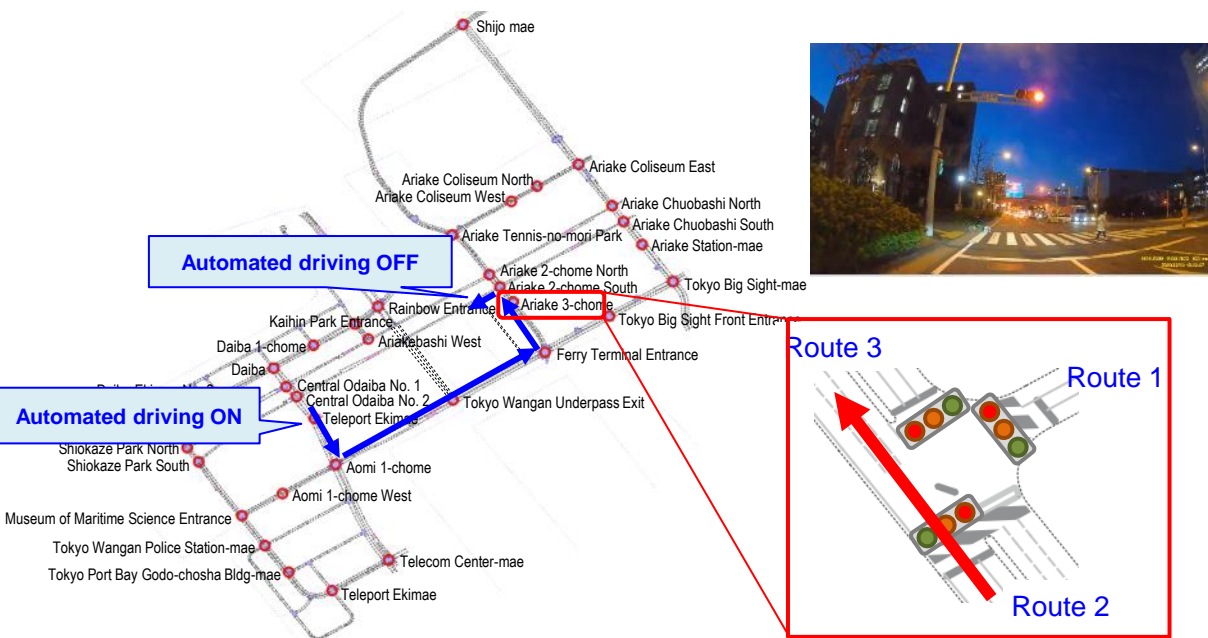 Shijo mae
Ariake Coliseum East
Ariake Coliseum North
Ariake Coliseum West
Ariake Chuobashi North
Ariake Chuobashi South
Ariake Tennis-no-mori Park
Ariake Station-mae
Automated driving OFF
Ariake 2-chome North
Ariake 2-chome South
Tokyo Big Sight-mae
Ariake 3-chome
Rainbow Entrance
Kaihin Park Entrance
Tokyo Big Sight Front Entrance
Ariakebashi West
Daiba 1-chome
Ferry Terminal Entrance
Daiba
Central Odaiba No. 1
Central Odaiba No. 2
Tokyo Wangan Underpass Exit
Automated driving ON
Teleport Ekimae
Shiokaze Park North
Shiokaze Park South
Aomi 1-chome
Aomi 1-chome West
Museum of Maritime Science Entrance
Tokyo Wangan Police Station-mae
Tokyo Port Bay Godo-chosha Bldg-mae
Telecom Center-mae
Teleport Ekimae
Route 3
Route 1
Route 2